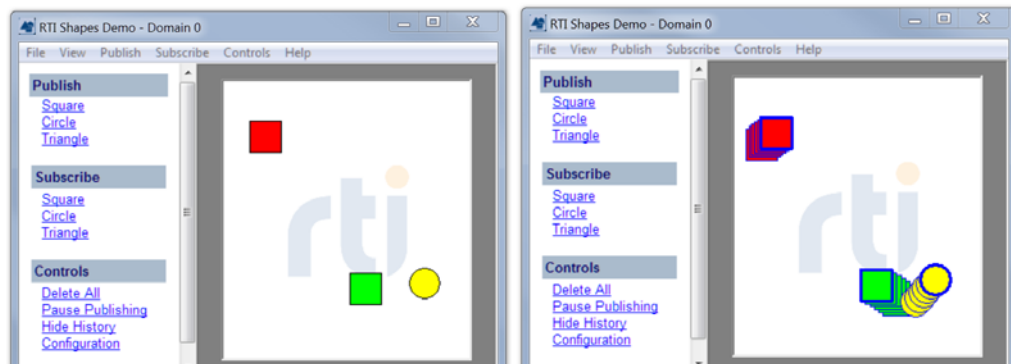 RTI Shapes Demo - Domain 0
File View Publish Subscribe Controls Help
Publish
Square
Circle
Triangle
Subscribe
Square
Circle
Triangle
Controls
Delete All
Pause Publishing
Hide History
Configuration
rti
RTI Shapes Demo - Domain 0
File View Publish Subscribe Controls Help
Publish
Square
Circle
Triangle
Subscribe
Square
Circle
Triangle
Controls
Delete All
Pause Publishing
Hide History
Configuration
rti